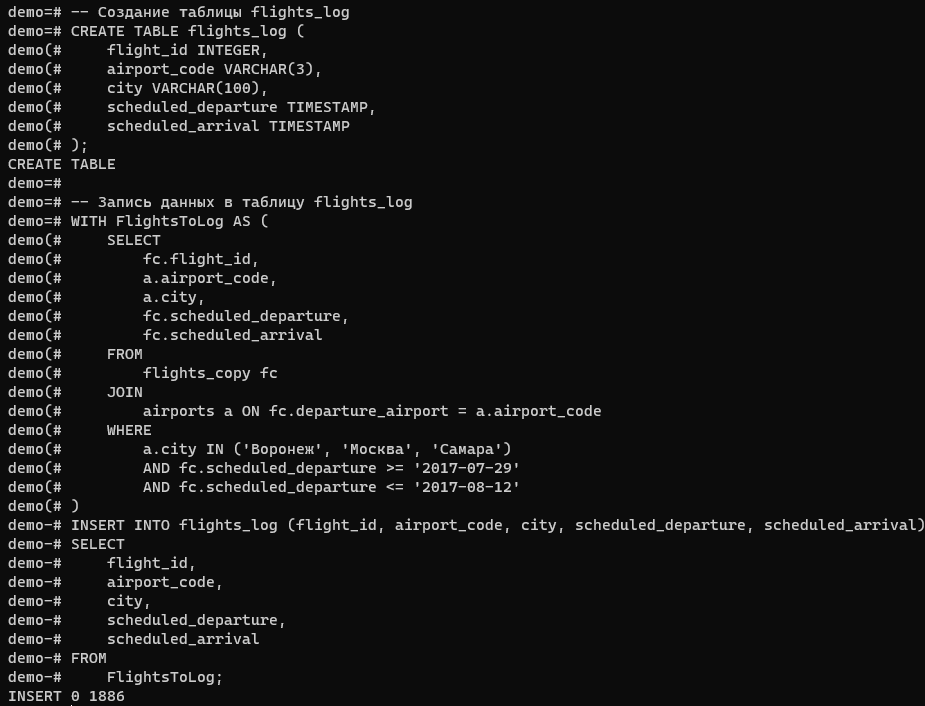 demo=# -- Создание таблицы flights_log
demo=# CREATE TABLE flights_log (
demo(#     flight_id INTEGER,
demo(#     airport_code VARCHAR(3),
demo(#     city VARCHAR(100),
demo(#     scheduled_departure TIMESTAMP,
demo(#     scheduled_arrival TIMESTAMP
demo(# );
CREATE TABLE
demo=#
demo=# -- Запись данных в таблицу flights_log
demo=# WITH FlightsToLog AS (
demo(#     SELECT
demo(#         fc.flight_id,
demo(#         a.airport_code,
demo(#         a.city,
demo(#         fc.scheduled_departure,
demo(#         fc.scheduled_arrival
demo(#     FROM
demo(#         flights_copy fc
demo(#     JOIN
demo(#         airports a ON fc.departure_airport = a.airport_code
demo(#     WHERE
demo(#         a.city IN ('Воронеж', 'Москва', 'Самара')
demo(#         AND fc.scheduled_departure >= '2017-07-29'
demo(#         AND fc.scheduled_departure <= '2017-08-12'
demo(# )
demo-# INSERT INTO flights_log (flight_id, airport_code, city, scheduled_departure, scheduled_arrival)
demo-# SELECT
demo-#     flight_id,
demo-#     airport_code,
demo-#     city,
demo-#     scheduled_departure,
demo-#     scheduled_arrival
demo-# FROM
demo-#     FlightsToLog;
INSERT 0 1886